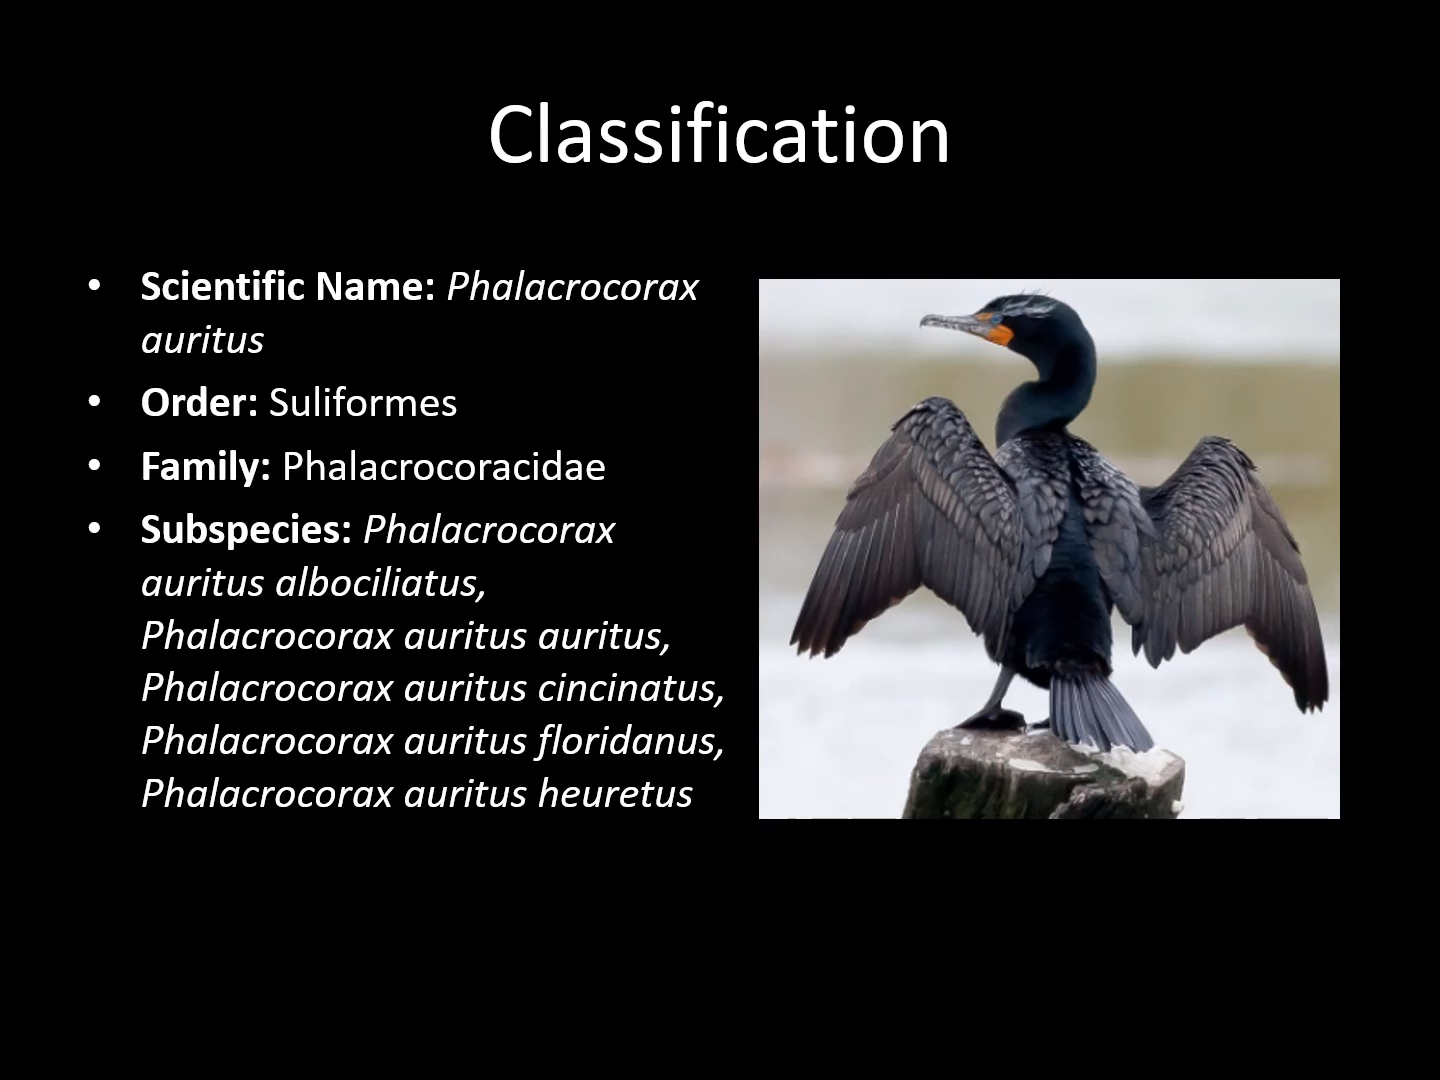 Classification
• Scientific Name: Phalacrocorax
auritus
• Order: Suliformes
• Family: Phalacrocoracidae
• Subspecies: Phalacrocorax
auritus albociliatus,
Phalacrocorax auritus auritus,
Phalacrocorax auritus cincinatus,
Phalacrocorax auritus floridanus,
Phalacrocorax auritus heuretus